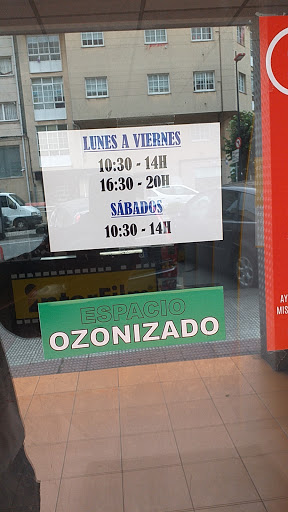 LUNES A VIERNES
10:30 - 14H
16:30 - 20H
SÁBADOS
10:30 - 14H
ESPACIO
OZONIZADO